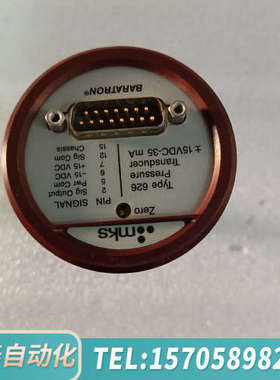 mks
Zero
PIN SIGNAL
Type 626
2 Sig Output
Pressure
5 Pwr Com
Transducer
6 -15 VDC
±15VDC-35 mA
7 +15 VDC
12 Sig Com
15 Chassis
BARATRON®
自动化
TEL:1570589982